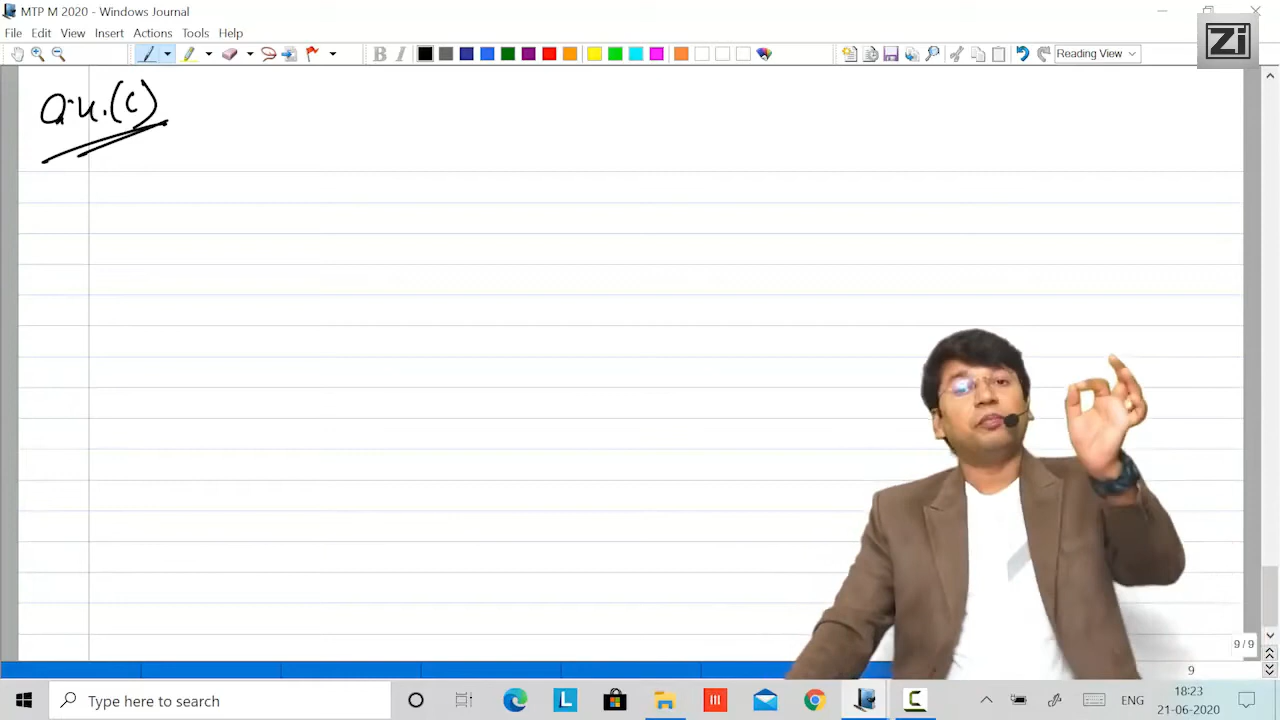 MTP M 2020 - Windows Journal
File Edit View Insert Actions Tools Help
B I Reading View
Zi
Q.4.(C)
9 / 9
9
Type here to search
L
ENG
18:23
21-06-2020